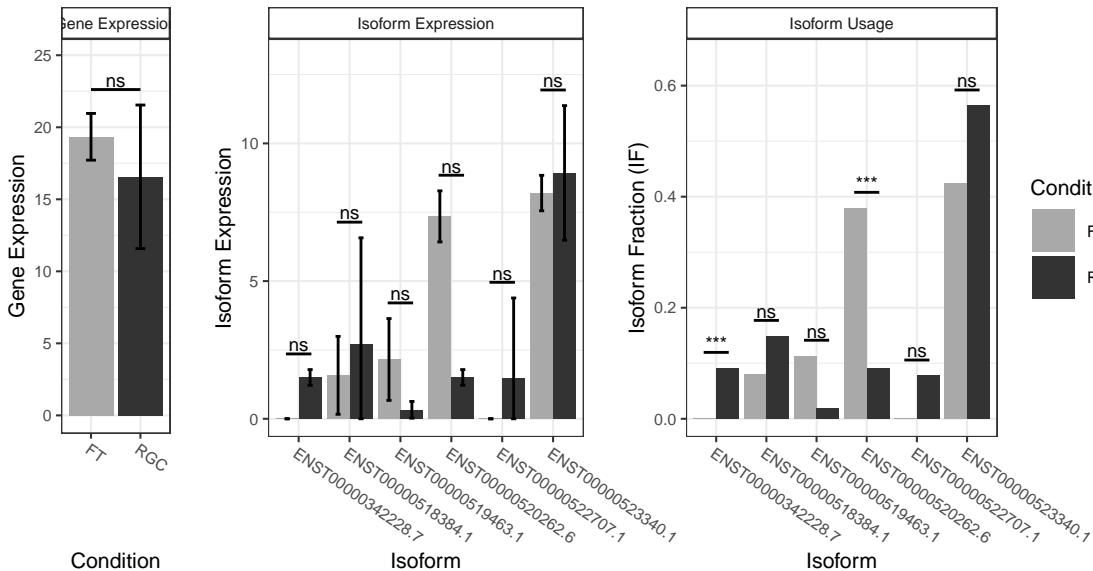 Gene Expression
Isoform Expression
Isoform Usage
Gene Expression
25
20
15
10
5
0
ns
FT
RGC
Condition
Isoform Expression
10
5
0
ns
ns
ns
ns
ns
ns
ENST00000342228.7
ENST00000518384.1
ENST00000519463.1
ENST00000520262.6
ENST00000522707.1
ENST00000523340.1
Isoform
Isoform Fraction (IF)
0.6
0.4
0.2
0.0
***
ns
ns
***
ns
ns
ENST00000342228.7
ENST00000518384.1
ENST00000519463.1
ENST00000520262.6
ENST00000522707.1
ENST00000523340.1
Isoform
Conditi
F
R